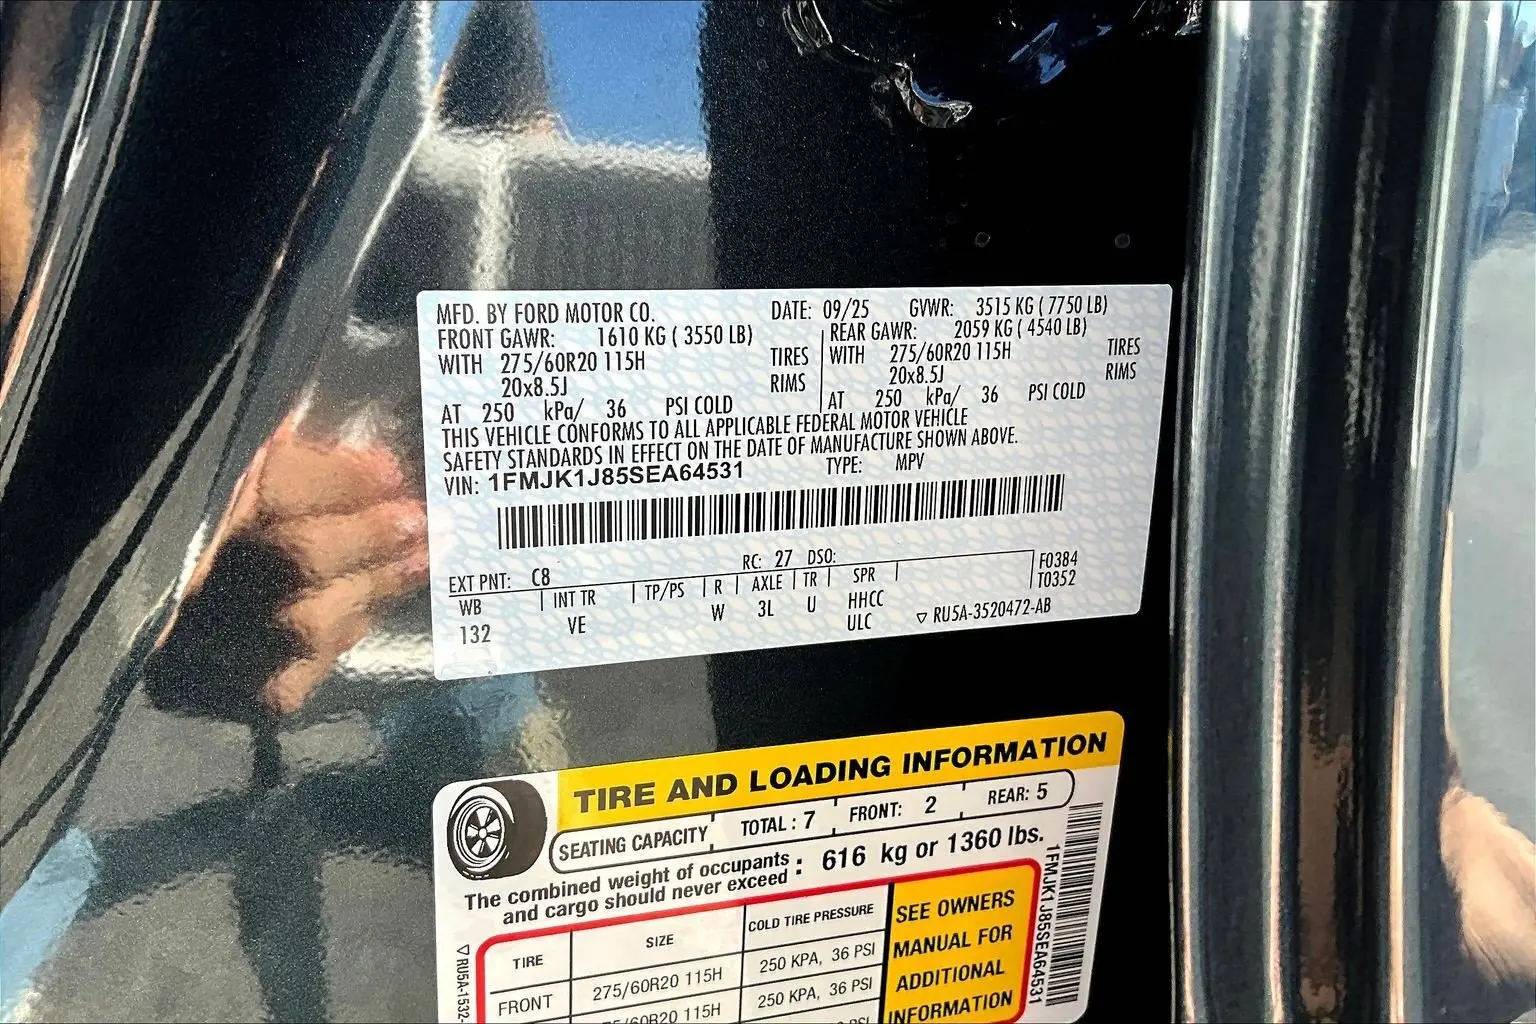 MFD. BY FORD MOTOR CO. DATE: 09/25 GVWR: 3515 KG ( 7750 LB)
FRONT GAWR: 1610 KG ( 3550 LB) REAR GAWR: 2059 KG ( 4540 LB)
WITH 275/60R20 115H TIRES WITH 275/60R20 115H TIRES
20x8.5J RIMS 20x8.5J RIMS
AT 250 kPa/ 36 PSI COLD AT 250 kPa/ 36 PSI COLD
THIS VEHICLE CONFORMS TO ALL APPLICABLE FEDERAL MOTOR VEHICLE
SAFETY STANDARDS IN EFFECT ON THE DATE OF MANUFACTURE SHOWN ABOVE.
VIN: 1FMJK1J85SEA64531 TYPE: MPV
EXT PNT: C8 RC: 27 DSO: F0384
WB INT TR TP/PS R AXLE TR SPR T0352
132 VE W 3L U HHCC
ULC ▽ RU5A-3520472-AB
TIRE AND LOADING INFORMATION
SEATING CAPACITY TOTAL : 7 FRONT: 2 REAR: 5
The combined weight of occupants
and cargo should never exceed : 616 kg or 1360 lbs.
TIRE SIZE COLD TIRE PRESSURE
FRONT 275/60R20 115H 250 KPA, 36 PSI
/60R20 115H 250 KPA, 36 PSI
SEE OWNERS
MANUAL FOR
ADDITIONAL
INFORMATION
1FMJK1J85SEA64531
▽ RU5A-1532-